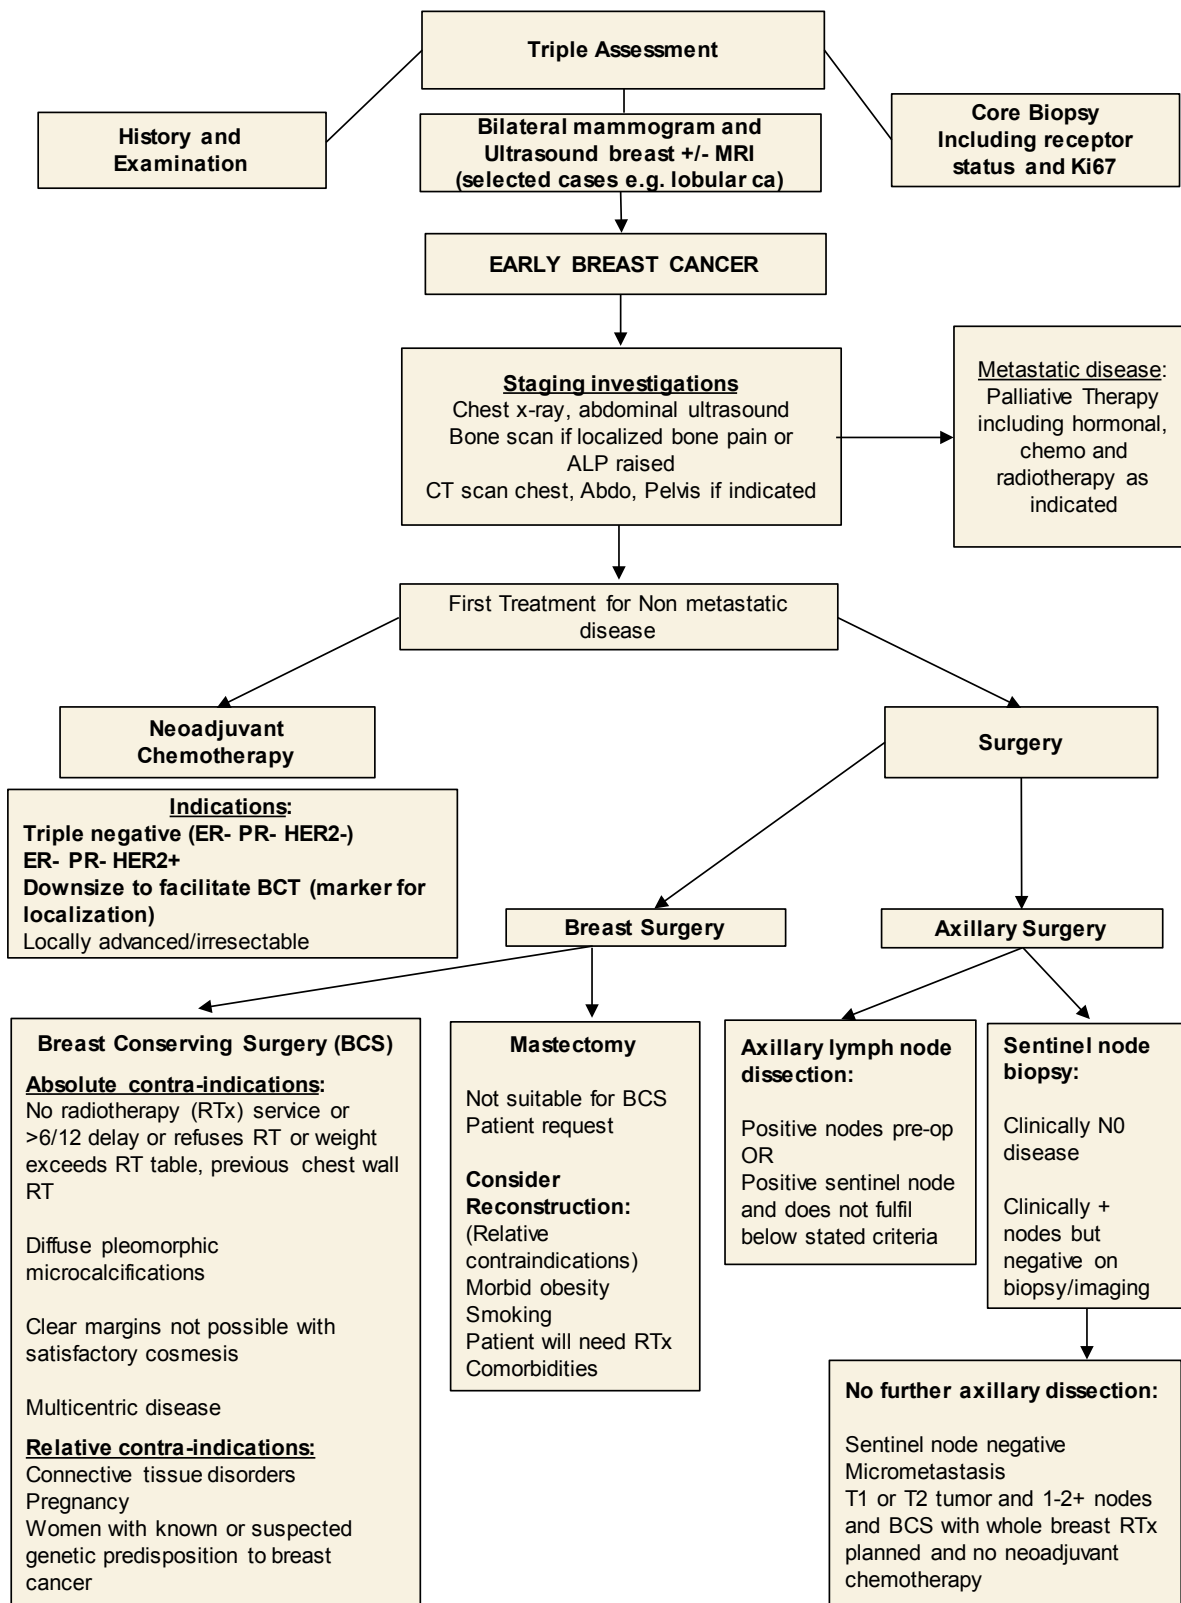 Triple Assessment
History and
Examination
Bilateral mammogram and
Ultrasound breast +/- MRI
(selected cases e.g. lobular ca)
Core Biopsy
Including receptor
status and Ki67
EARLY BREAST CANCER
Staging investigations
Chest x-ray, abdominal ultrasound
Bone scan if localized bone pain or
ALP raised
CT scan chest, Abdo, Pelvis if indicated
Metastatic disease:
Palliative Therapy
including hormonal,
chemo and
radiotherapy as
indicated
First Treatment for Non metastatic
disease
Neoadjuvant
Chemotherapy
Surgery
Indications:
Triple negative (ER- PR- HER2-)
ER- PR- HER2+
Downsize to facilitate BCT (marker for
localization)
Locally advanced/irresectable
Breast Surgery
Axillary Surgery
Breast Conserving Surgery (BCS)
Absolute contra-indications:
No radiotherapy (RTx) service or
>6/12 delay or refuses RT or weight
exceeds RT table, previous chest wall
RT
Diffuse pleomorphic
microcalcifications
Clear margins not possible with
satisfactory cosmesis
Multicentric disease
Relative contra-indications:
Connective tissue disorders
Pregnancy
Women with known or suspected
genetic predisposition to breast
cancer
Mastectomy
Not suitable for BCS
Patient request
Consider
Reconstruction:
(Relative
contraindications)
Morbid obesity
Smoking
Patient will need RTx
Comorbidities
Axillary lymph node
dissection:
Positive nodes pre-op
OR
Positive sentinel node
and does not fulfil
below stated criteria
Sentinel node
biopsy:
Clinically N0
disease
Clinically +
nodes but
negative on
biopsy/imaging
No further axillary dissection:
Sentinel node negative
Micrometastasis
T1 or T2 tumor and 1-2+ nodes
and BCS with whole breast RTx
planned and no neoadjuvant
chemotherapy